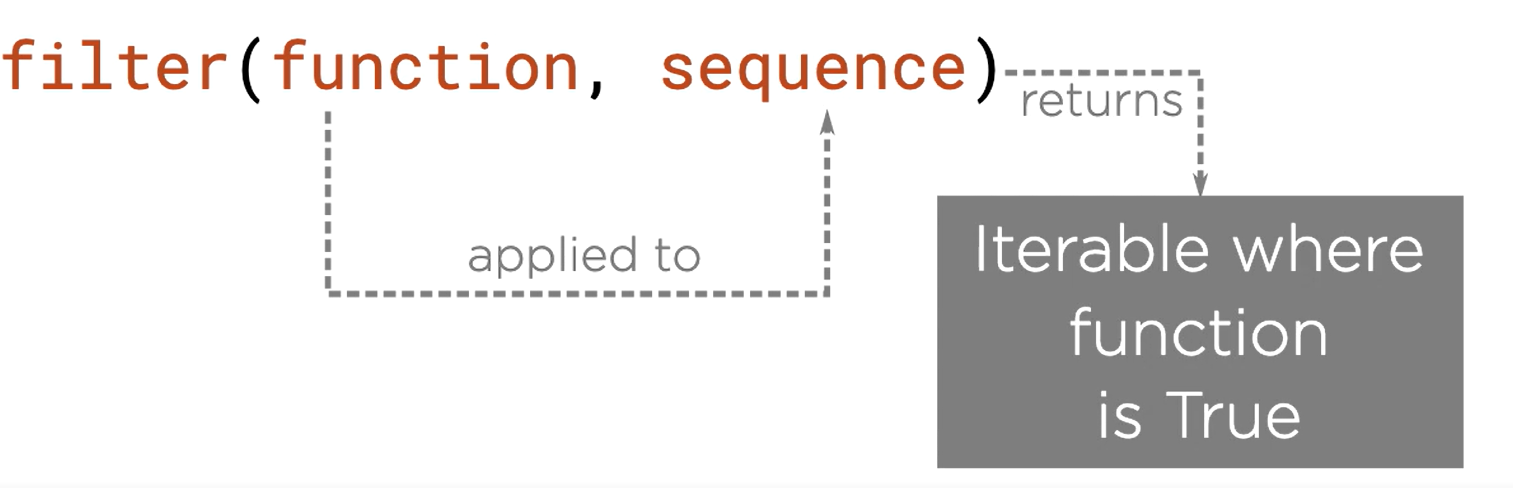 filter(function, sequence)
returns
applied to
Iterable where
function
is True